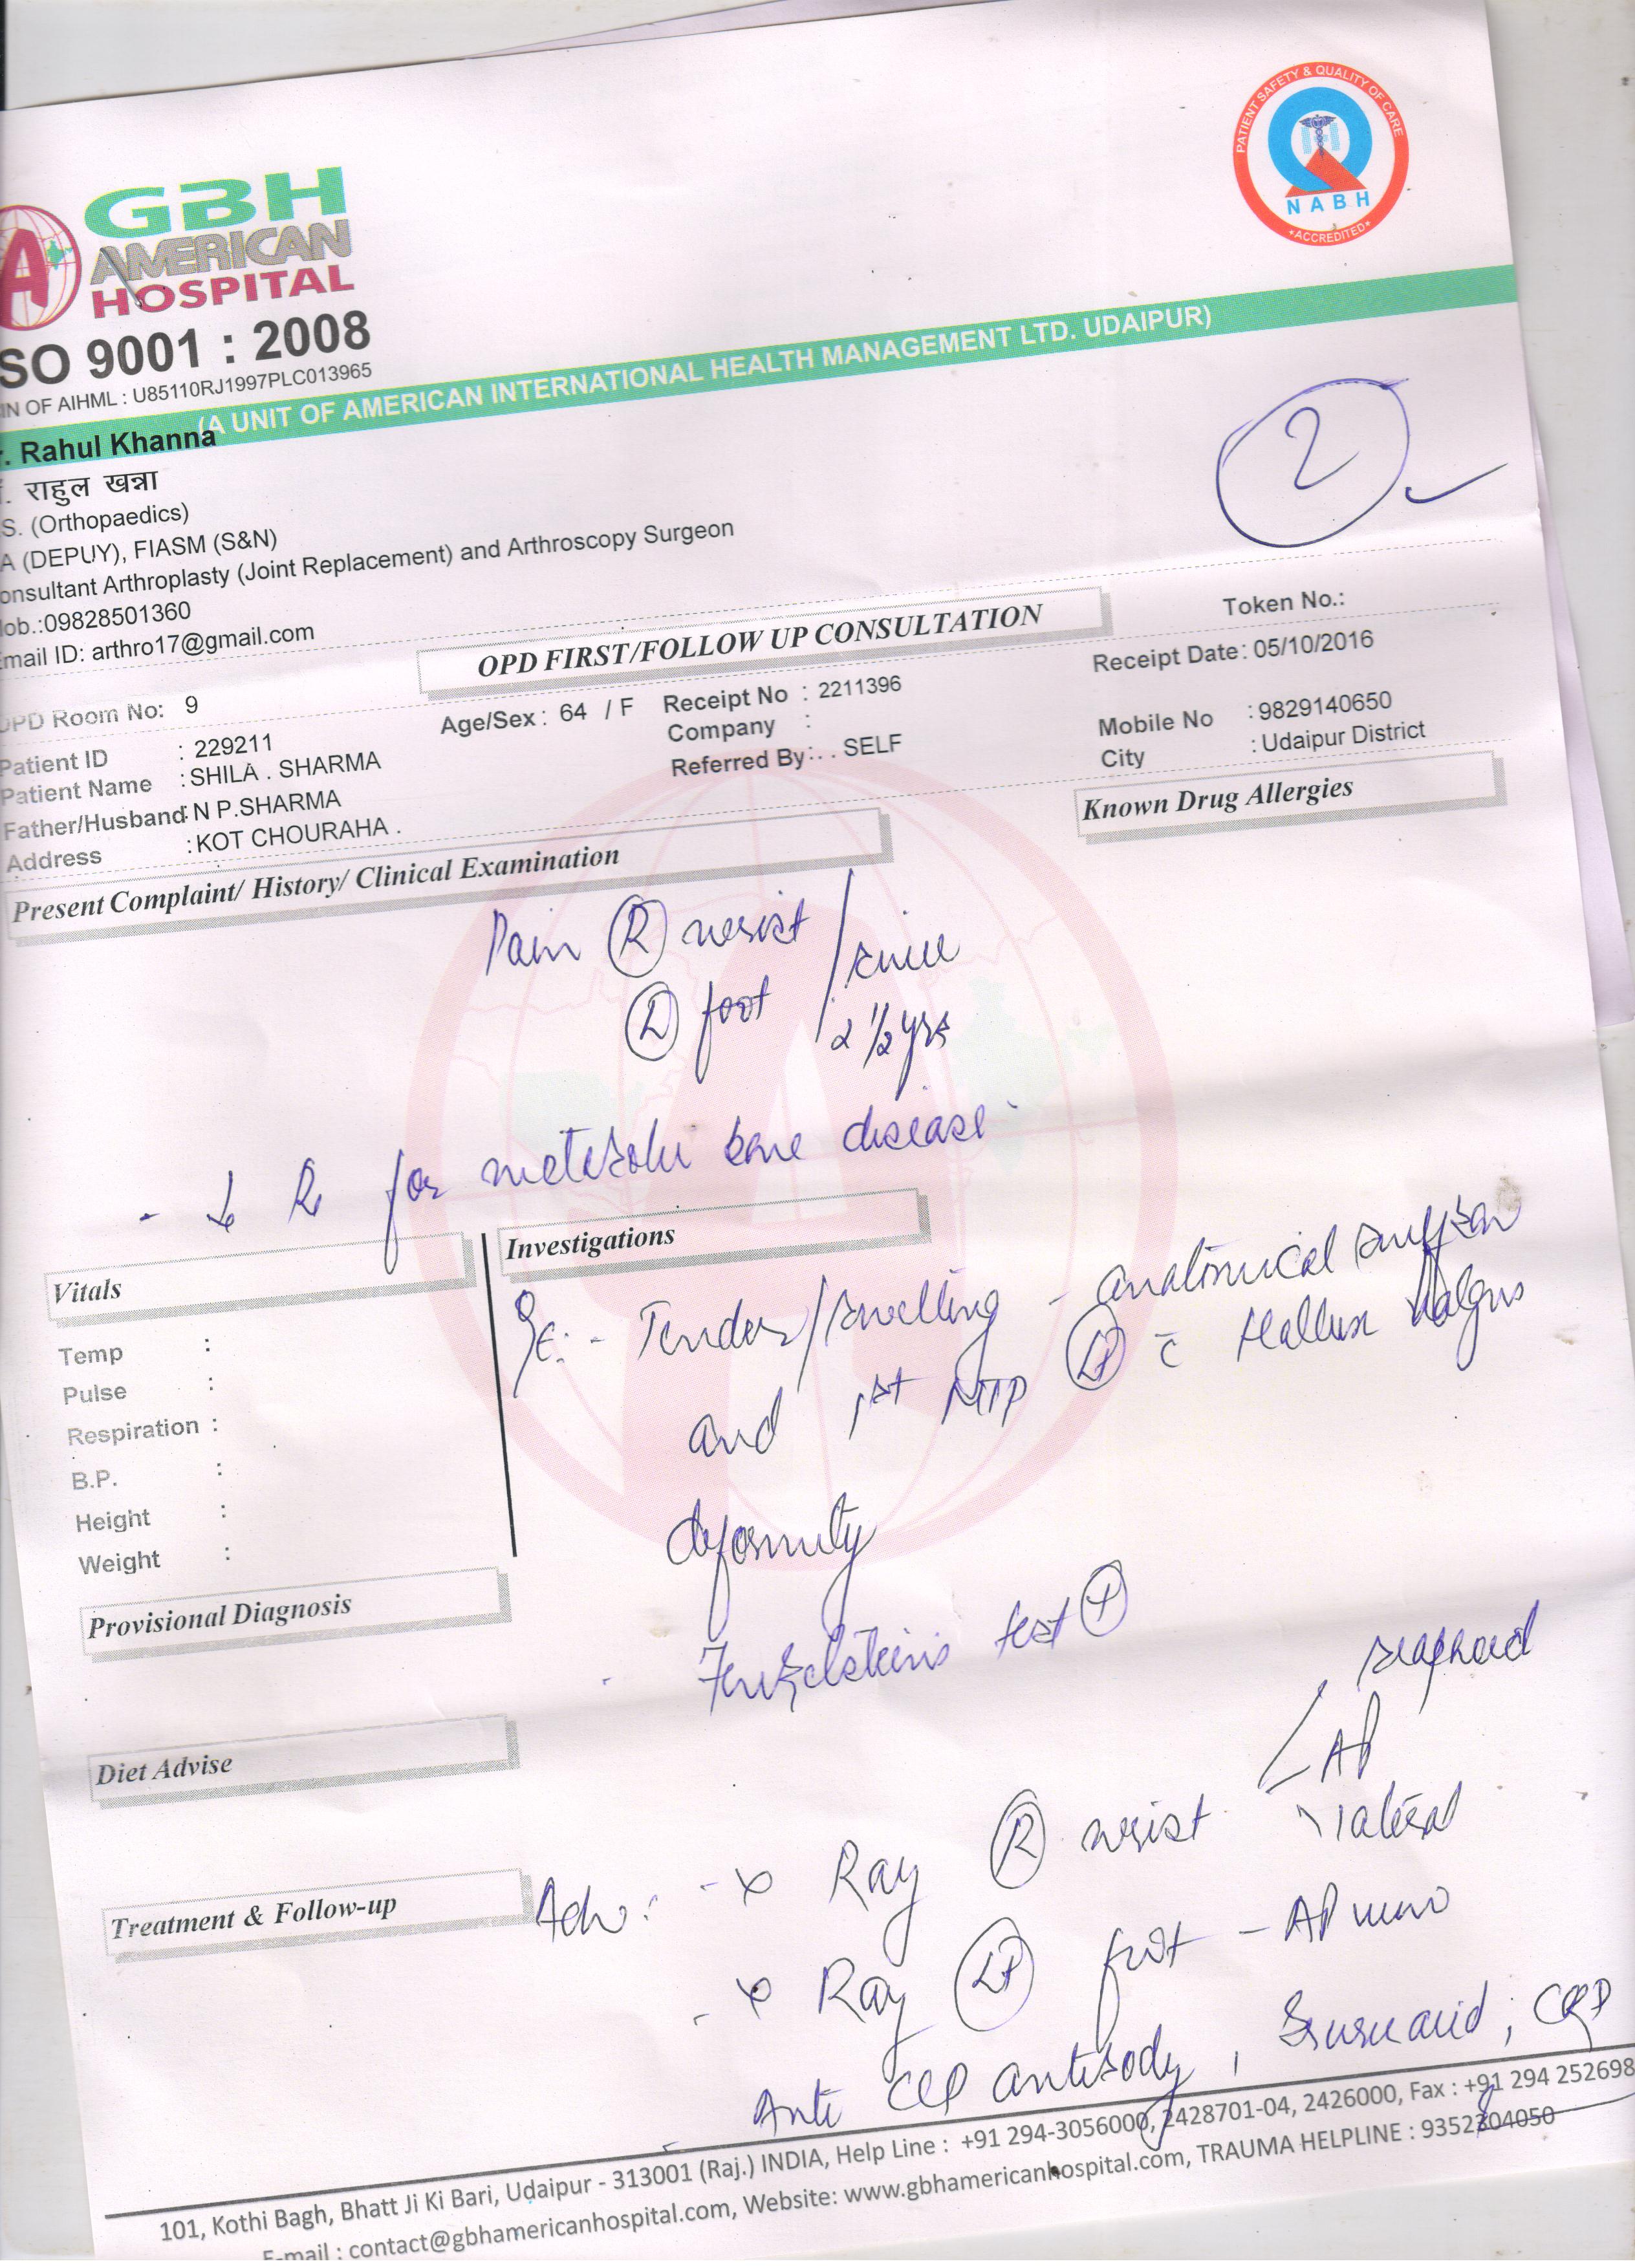 PATIENT SAFETY & QUALITY OF CARE
NABH
*ACCREDITED*
GBH
AMERICAN
HOSPITAL
SO 9001 : 2008
IN OF AIHML : U85110RJ1997PLC013965
(A UNIT OF AMERICAN INTERNATIONAL HEALTH MANAGEMENT LTD. UDAIPUR)
r. Rahul Khanna
. राहुल खन्ना
S. (Orthopaedics)
A (DEPUY), FIASM (S&N)
onsultant Arthroplasty (Joint Replacement) and Arthroscopy Surgeon
ob.:09828501360
mail ID: arthro17@gmail.com
2
OPD FIRST/FOLLOW UP CONSULTATION
Token No.:
Receipt Date: 05/10/2016
OPD Room No: 9
Age/Sex : 64 / F
Receipt No : 2211396
Company :
Referred By:. . SELF
Mobile No : 9829140650
City : Udaipur District
Patient ID : 229211
Patient Name : SHILA . SHARMA
Father/Husband: N P.SHARMA
Address : KOT CHOURAHA .
Known Drug Allergies
Present Complaint/ History/ Clinical Examination
Pain (R) wrist / knee
foot / 2 1/2 yrs
- for metabolic bone disease
Vitals
Investigations
Temp :
Pulse :
Respiration :
B.P. :
Height :
Weight :
- Tender/swelling - anatomical
and 1st MTP (Lt) c̄ Hallux Valgus
deformity
- test (+)
Provisional Diagnosis
Diet Advise
Treatment & Follow-up
Adv: - X Ray (R) wrist scaphoid
AP
lateral
- X Ray (Lt) foot - AP view
- Anti CCP antibody, , CRP
101, Kothi Bagh, Bhatt Ji Ki Bari, Udaipur - 313001 (Raj.) INDIA, Help Line : +91 294-3056000, 2428701-04, 2426000, Fax : +91 294 252698
E-mail : contact@gbhamericanhospital.com, Website: www.gbhamericanhospital.com, TRAUMA HELPLINE : 9352304050